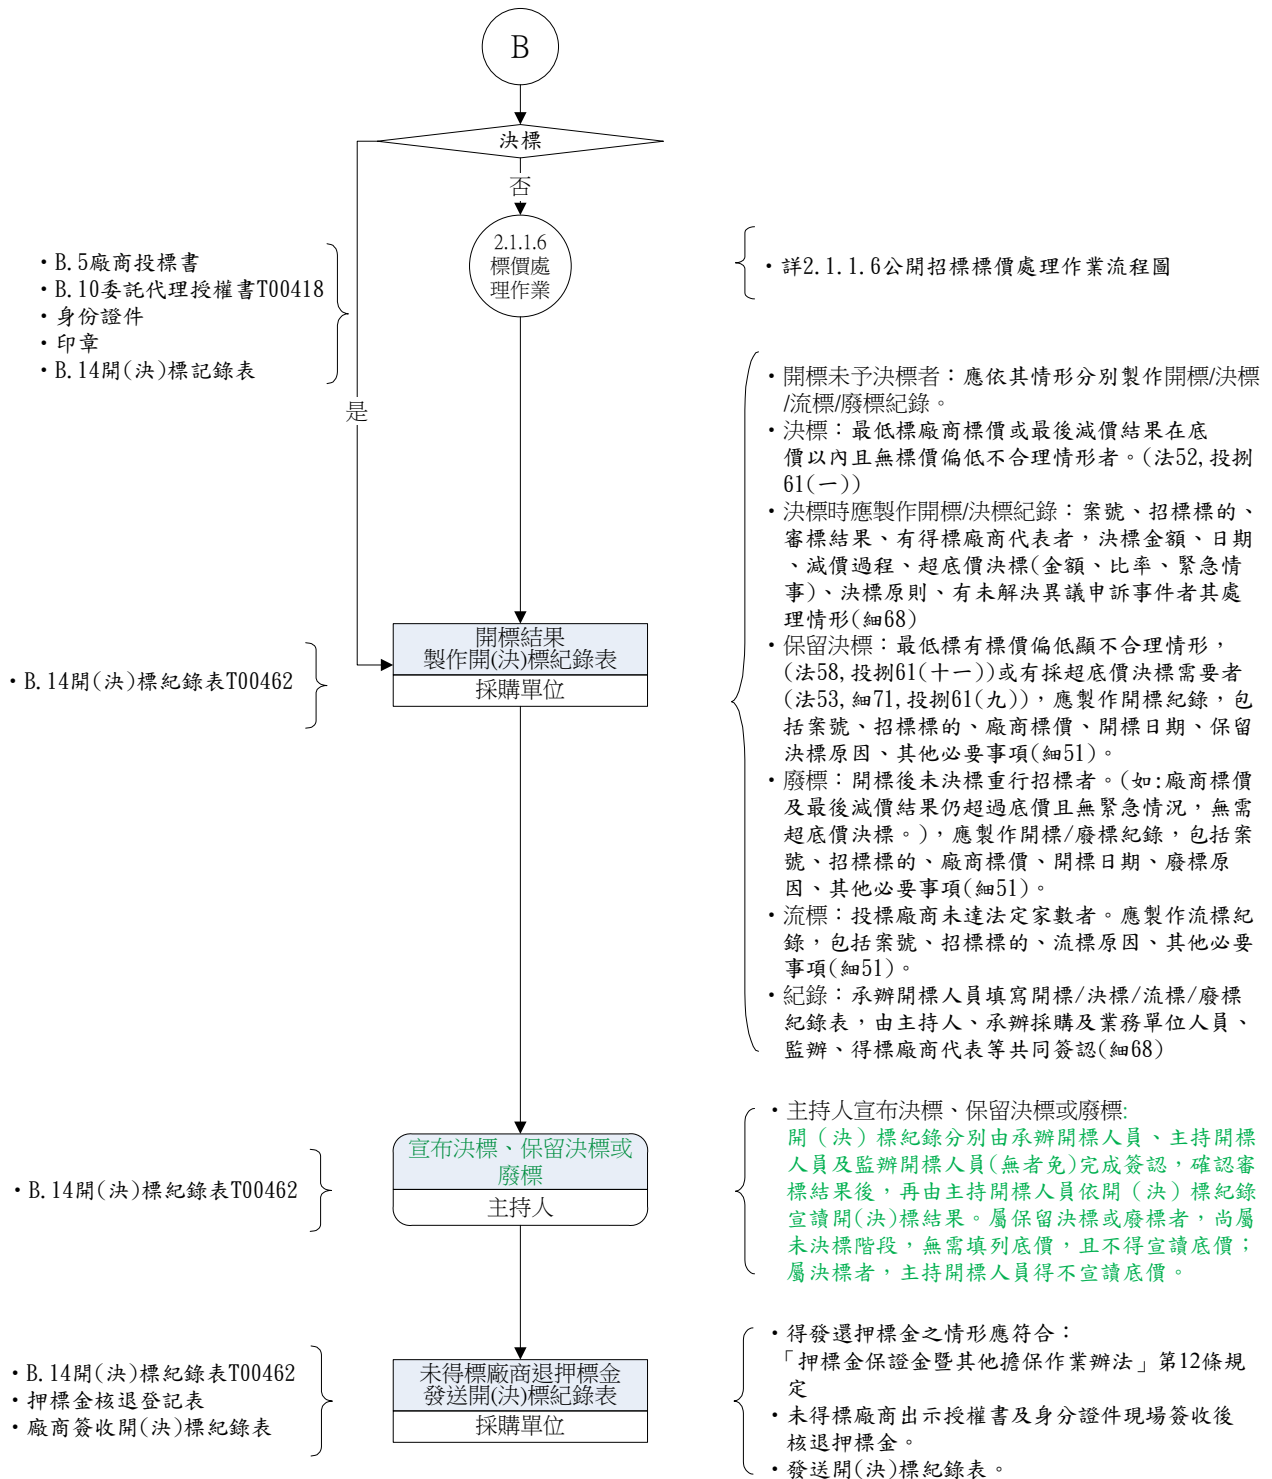 B
決標
否
2.1.1.6
標價處
理作業
是
・B.5廠商投標書
・B.10委託代理授權書T00418
・身份證件
・印章
・B.14開(決)標記錄表
・詳2.1.1.6公開招標標價處理作業流程圖
・開標未予決標者：應依其情形分別製作開標/決標
/流標/廢標紀錄。
・決標：最低標廠商標價或最後減價結果在底
價以內且無標價偏低不合理情形者。(法52,投捌
61(一))
・決標時應製作開標/決標紀錄：案號、招標標的、
審標結果、有得標廠商代表者，決標金額、日期
、減價過程、超底價決標(金額、比率、緊急情
事)、決標原則、有未解決異議申訴事件者其處
理情形(細68)
・保留決標：最低標有標價偏低顯不合理情形，
(法58,投捌61(十一))或有採超底價決標需要者
(法53,細71,投捌61(九))，應製作開標紀錄，包
括案號、招標標的、廠商標價、開標日期、保留
決標原因、其他必要事項(細51)。
・廢標：開標後未決標重行招標者。(如:廠商標價
及最後減價結果仍超過底價且無緊急情況，無需
超底價決標。)，應製作開標/廢標紀錄，包括案
號、招標標的、廠商標價、開標日期、廢標原
因、其他必要事項(細51)。
・流標：投標廠商未達法定家數者。應製作流標紀
錄，包括案號、招標標的、流標原因、其他必要
事項(細51)。
・紀錄：承辦開標人員填寫開標/決標/流標/廢標
紀錄表，由主持人、承辦採購及業務單位人員、
監辦、得標廠商代表等共同簽認(細68)
開標結果
製作開(決)標紀錄表
採購單位
・B.14開(決)標紀錄表T00462
宣布決標、保留決標或
廢標
主持人
・B.14開(決)標紀錄表T00462
・主持人宣布決標、保留決標或廢標:
開（決）標紀錄分別由承辦開標人員、主持開標
人員及監辦開標人員(無者免)完成簽認，確認審
標結果後，再由主持開標人員依開（決）標紀錄
宣讀開(決)標結果。屬保留決標或廢標者，尚屬
未決標階段，無需填列底價，且不得宣讀底價；
屬決標者，主持開標人員得不宣讀底價。
未得標廠商退押標金
發送開(決)標紀錄表
採購單位
・B.14開(決)標紀錄表T00462
・押標金核退登記表
・廠商簽收開(決)標紀錄表
・得發還押標金之情形應符合：
「押標金保證金暨其他擔保作業辦法」第12條規
定
・未得標廠商出示授權書及身分證件現場簽收後
核退押標金。
・發送開(決)標紀錄表。